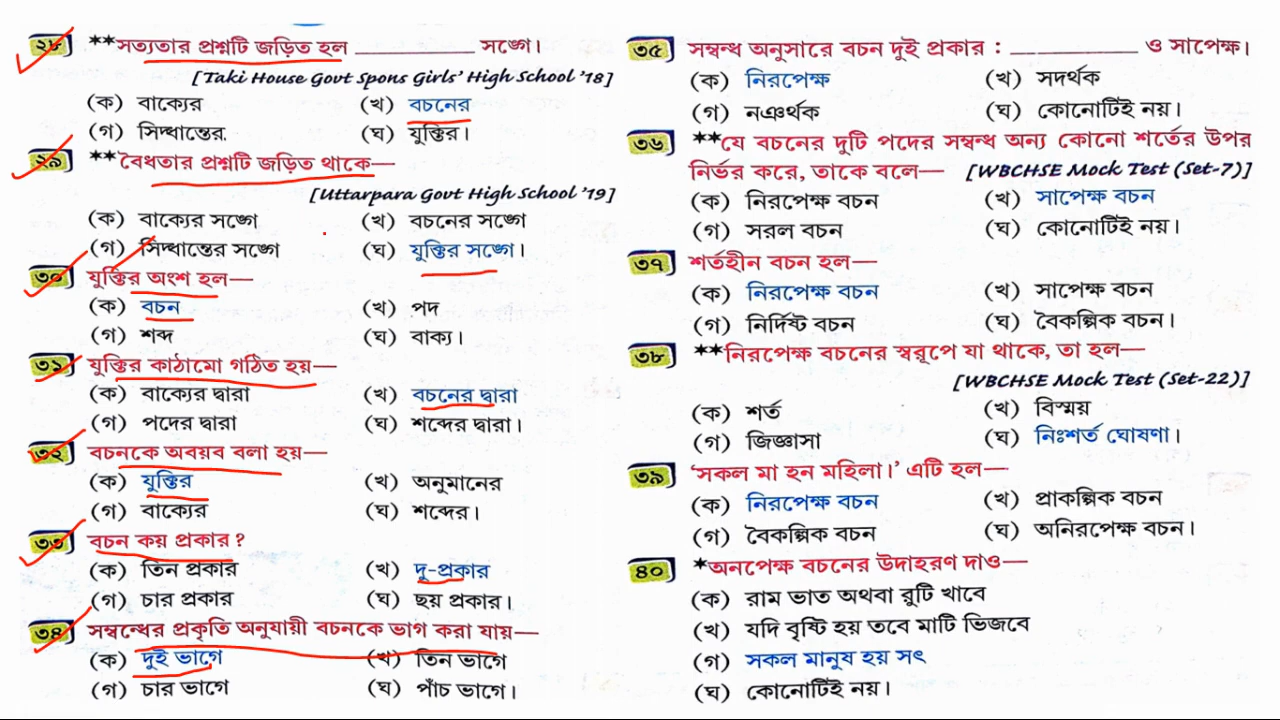 ২৮ **সত্যতার প্রশ্নটি জড়িত হল ____________ সঙ্গে।
[Taki House Govt Spons Girls' High School '18]
(ক) বাক্যের (খ) বচনের
(গ) সিদ্ধান্তের (ঘ) যুক্তির।
২৯ **বৈধতার প্রশ্নটি জড়িত থাকে—
[Uttarpara Govt High School '19]
(ক) বাক্যের সঙ্গে (খ) বচনের সঙ্গে
(গ) সিদ্ধান্তের সঙ্গে (ঘ) যুক্তির সঙ্গে।
৩০ যুক্তির অংশ হল—
(ক) বচন (খ) পদ
(গ) শব্দ (ঘ) বাক্য।
৩১ যুক্তির কাঠামো গঠিত হয়—
(ক) বাক্যের দ্বারা (খ) বচনের দ্বারা
(গ) পদের দ্বারা (ঘ) শব্দের দ্বারা।
৩২ বচনকে অবয়ব বলা হয়—
(ক) যুক্তির (খ) অনুমানের
(গ) বাক্যের (ঘ) শব্দের।
৩৩ বচন কয় প্রকার?
(ক) তিন প্রকার (খ) দু-প্রকার
(গ) চার প্রকার (ঘ) ছয় প্রকার।
৩৪ সম্বন্ধের প্রকৃতি অনুযায়ী বচনকে ভাগ করা যায়—
(ক) দুই ভাগে (খ) তিন ভাগে
(গ) চার ভাগে (ঘ) পাঁচ ভাগে।
৩৫ সম্বন্ধ অনুসারে বচন দুই প্রকার : ____________ ও সাপেক্ষ।
(ক) নিরপেক্ষ (খ) সদর্থক
(গ) নঞর্থক (ঘ) কোনোটিই নয়।
৩৬ **যে বচনের দুটি পদের সম্বন্ধ অন্য কোনো শর্তের উপর
নির্ভর করে, তাকে বলে— [WBCHSE Mock Test (Set-7)]
(ক) নিরপেক্ষ বচন (খ) সাপেক্ষ বচন
(গ) সরল বচন (ঘ) কোনোটিই নয়।
৩৭ শর্তহীন বচন হল—
(ক) নিরপেক্ষ বচন (খ) সাপেক্ষ বচন
(গ) নির্দিষ্ট বচন (ঘ) বৈকল্পিক বচন।
৩৮ **নিরপেক্ষ বচনের স্বরূপে যা থাকে, তা হল—
[WBCHSE Mock Test (Set-22)]
(ক) শর্ত (খ) বিস্ময়
(গ) জিজ্ঞাসা (ঘ) নিঃশর্ত ঘোষণা।
৩৯ 'সকল মা হন মহিলা।' এটি হল—
(ক) নিরপেক্ষ বচন (খ) প্রাকল্পিক বচন
(গ) বৈকল্পিক বচন (ঘ) অনিরপেক্ষ বচন।
৪০ *অনপেক্ষ বচনের উদাহরণ দাও—
(ক) রাম ভাত অথবা রুটি খাবে
(খ) যদি বৃষ্টি হয় তবে মাটি ভিজবে
(গ) সকল মানুষ হয় সৎ
(ঘ) কোনোটিই নয়।